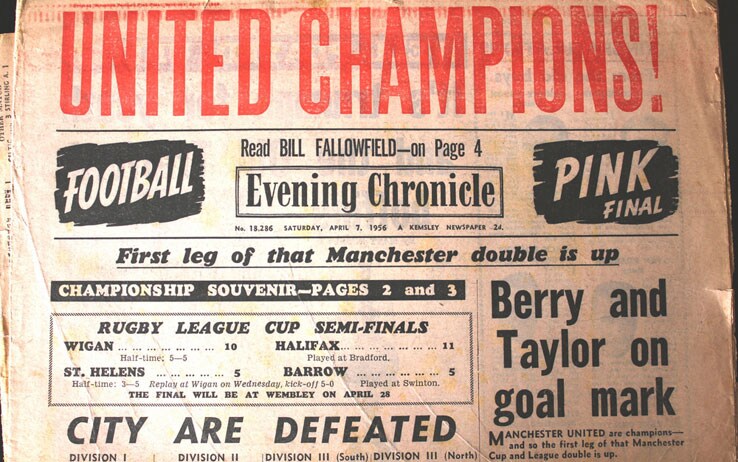 UNITED CHAMPIONS!
FOOTBALL
Read BILL FALLOWFIELD—on Page 4
Evening Chronicle
No. 18,286 SATURDAY, APRIL 7, 1956 A KEMSLEY NEWSPAPER 2d.
PINK
FINAL
First leg of that Manchester double is up
CHAMPIONSHIP SOUVENIR—PAGES 2 and 3
RUGBY LEAGUE CUP SEMI-FINALS
WIGAN ... ... ... ... ... 10 HALIFAX... ... ... ... ... 11
Half-time: 5—5 Played at Bradford.
ST. HELENS ... ... ... ... 5 BARROW ... ... ... ... ... 5
Half-time: 3—5 Replay at Wigan on Wednesday, kick-off 5-0 Played at Swinton.
THE FINAL WILL BE AT WEMBLEY ON APRIL 28
CITY ARE DEFEATED
DIVISION I DIVISION II DIVISION III (South) DIVISION III (North)
Berry and
Taylor on
goal mark
MANCHESTER UNITED are champions—
and so the first leg of that Manchester
Cup and League double is up.